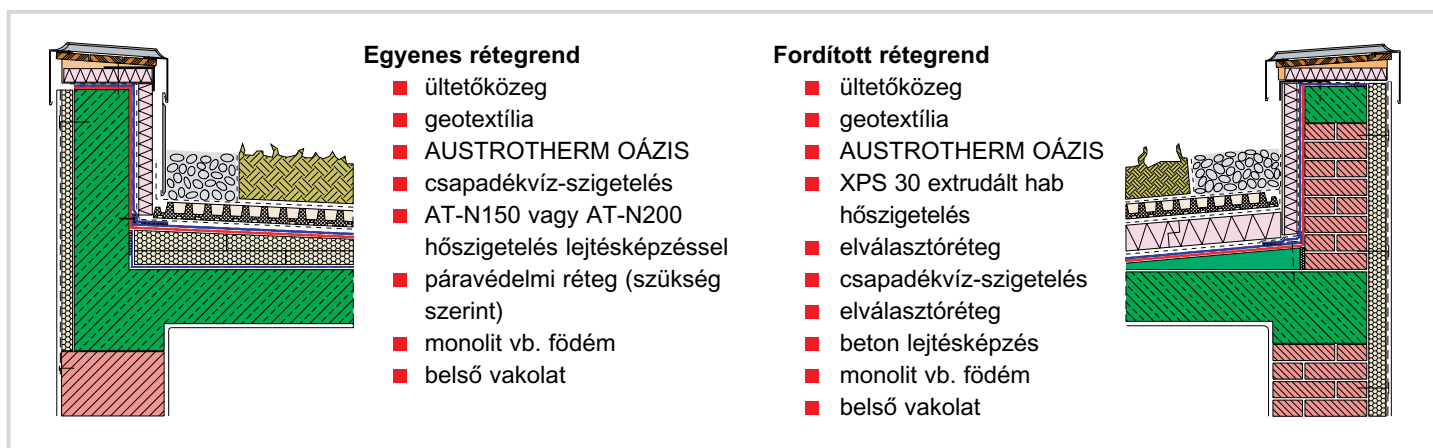 Egyenes rétegrend
ültetőközeg
geotextília
AUSTROTHERM OÁZIS
csapadékvíz-szigetelés
AT-N150 vagy AT-N200
hőszigetelés lejtésképzéssel
páravédelmi réteg (szükség
szerint)
monolit vb. födém
belső vakolat
Fordított rétegrend
ültetőközeg
geotextília
AUSTROTHERM OÁZIS
XPS 30 extrudált hab
hőszigetelés
elválasztóréteg
csapadékvíz-szigetelés
elválasztóréteg
beton lejtésképzés
monolit vb. födém
belső vakolat